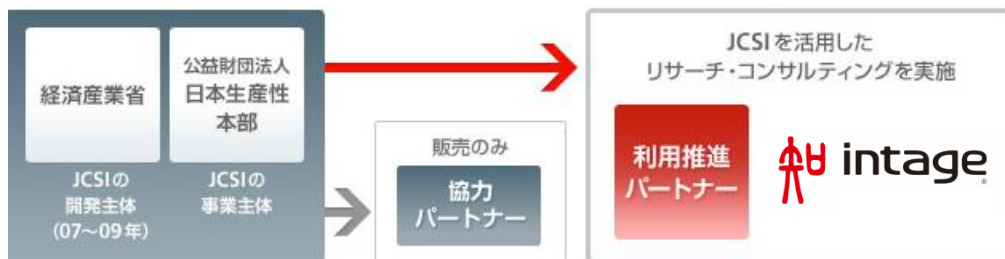 経済産業省
公益財団法人
日本生産性
本部
JCSIの
開発主体
(07〜09年)
JCSIの
事業主体
販売のみ
協力
パートナー
JCSIを活用した
リサーチ・コンサルティングを実施
利用推進
パートナー
intage